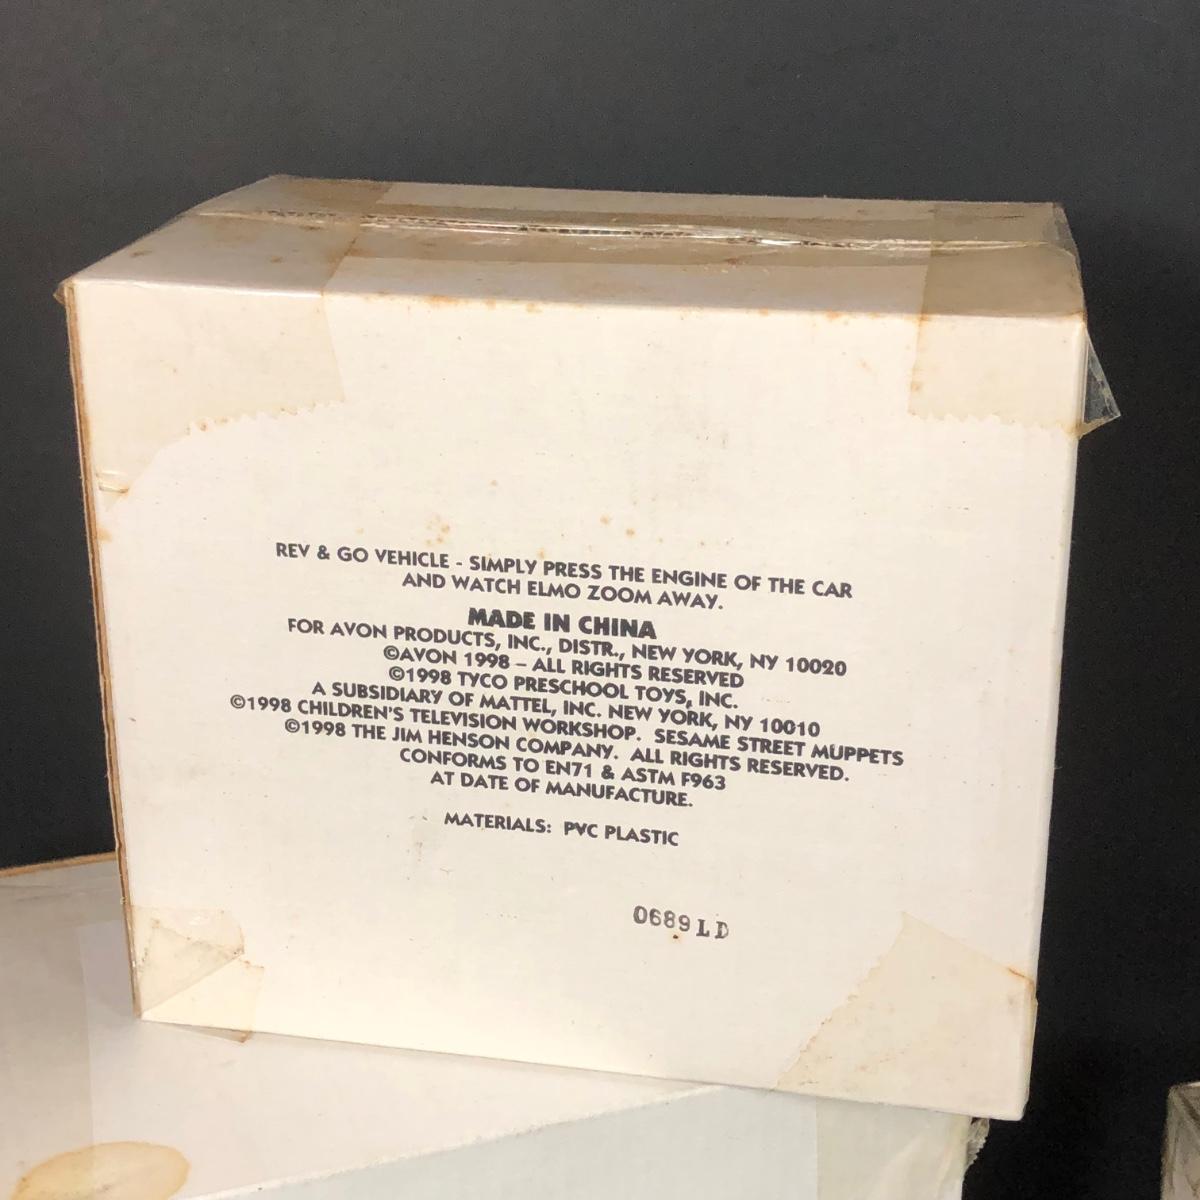 REV & GO VEHICLE - SIMPLY PRESS THE ENGINE OF THE CAR
AND WATCH ELMO ZOOM AWAY.
MADE IN CHINA
FOR AVON PRODUCTS, INC., DISTR., NEW YORK, NY 10020
©AVON 1998 – ALL RIGHTS RESERVED
©1998 TYCO PRESCHOOL TOYS, INC.
A SUBSIDIARY OF MATTEL, INC. NEW YORK, NY 10010
©1998 CHILDREN'S TELEVISION WORKSHOP. SESAME STREET MUPPETS
©1998 THE JIM HENSON COMPANY. ALL RIGHTS RESERVED.
CONFORMS TO EN71 & ASTM F963
AT DATE OF MANUFACTURE.
MATERIALS: PVC PLASTIC
0689LD